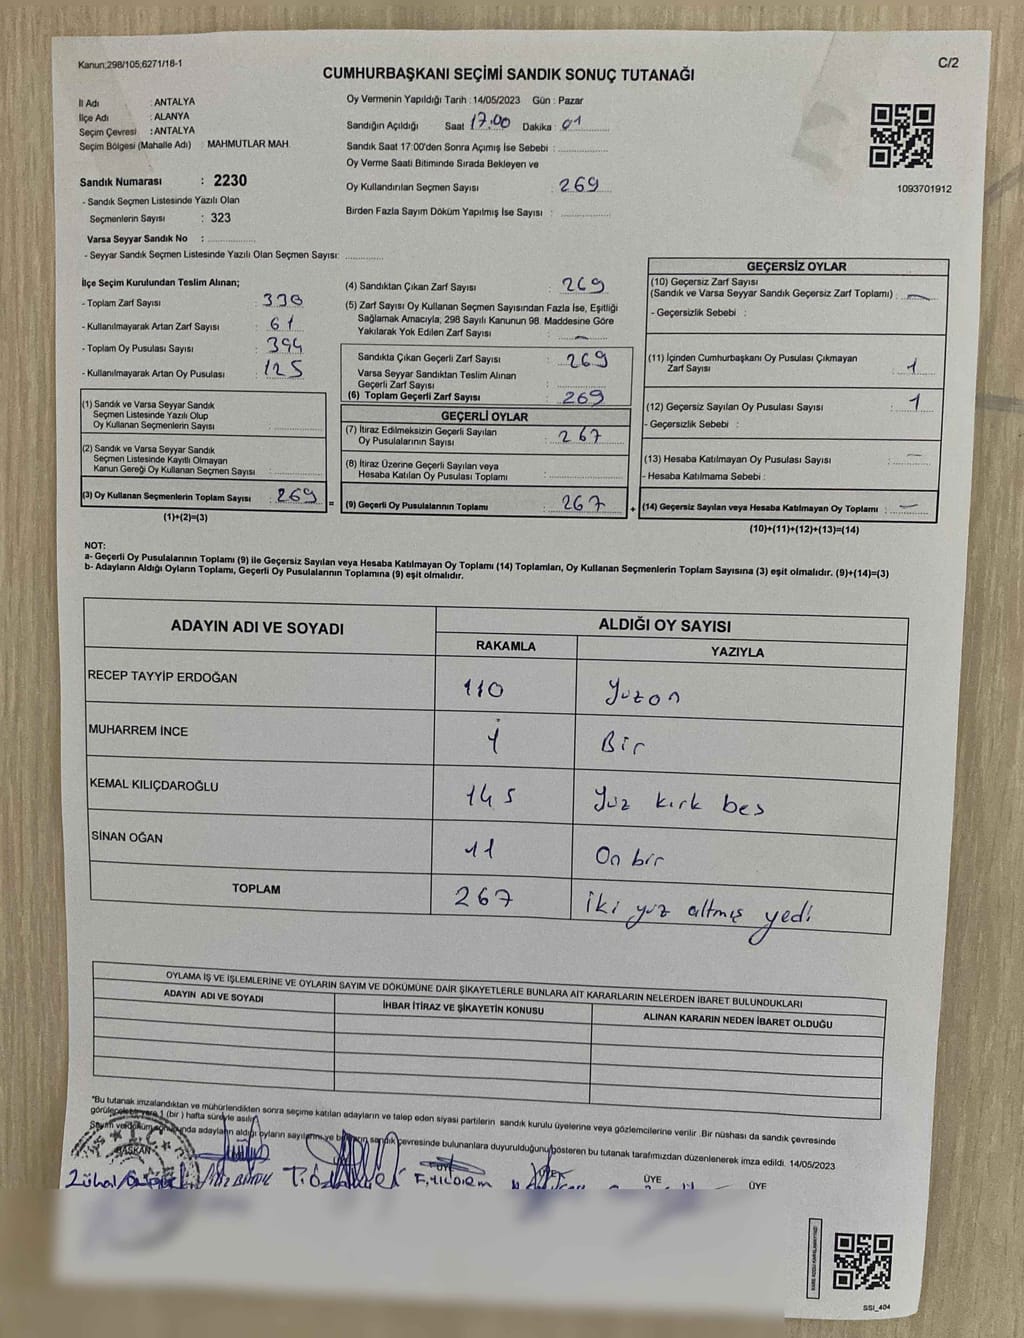 Kanun;298/105;6271/18-1
C/2
CUMHURBAŞKANI SEÇİMİ SANDIK SONUÇ TUTANAĞI
İl Adı : ANTALYA
İlçe Adı : ALANYA
Seçim Çevresi : ANTALYA
Seçim Bölgesi (Mahalle Adı) : MAHMUTLAR MAH.
Sandık Numarası : 2230
- Sandık Seçmen Listesinde Yazılı Olan
Seçmenlerin Sayısı : 323
Varsa Seyyar Sandık No :
- Seyyar Sandık Seçmen Listesinde Yazılı Olan Seçmen Sayısı:
Oy Vermenin Yapıldığı Tarih : 14/05/2023 Gün : Pazar
Sandığın Açıldığı Saat 17.00 Dakika : 01
Sandık Saat 17:00'den Sonra Açımış İse Sebebi :
Oy Verme Saati Bitiminde Sırada Bekleyen ve
Oy Kullandırılan Seçmen Sayısı : 269
Birden Fazla Sayım Döküm Yapılmış İse Sayısı :
1093701912
İlçe Seçim Kurulundan Teslim Alınan;
- Toplam Zarf Sayısı : 330
- Kullanılmayarak Artan Zarf Sayısı : 61
- Toplam Oy Pusulası Sayısı : 394
- Kullanılmayarak Artan Oy Pusulası : 125
(1) Sandık ve Varsa Seyyar Sandık
Seçmen Listesinde Yazılı Olup
Oy Kullanan Seçmenlerin Sayısı :
(2) Sandık ve Varsa Seyyar Sandık
Seçmen Listesinde Kayıtlı Olmayan
Kanun Gereği Oy Kullanan Seçmen Sayısı :
(3) Oy Kullanan Seçmenlerin Toplam Sayısı : 269 =
(1)+(2)=(3)
(4) Sandıktan Çıkan Zarf Sayısı : 269
(5) Zarf Sayısı Oy Kullanan Seçmen Sayısından Fazla İse, Eşitliği
Sağlamak Amacıyla, 298 Sayılı Kanunun 98. Maddesine Göre
Yakılarak Yok Edilen Zarf Sayısı : —
Sandıkta Çıkan Geçerli Zarf Sayısı : 269
Varsa Seyyar Sandıktan Teslim Alınan
Geçerli Zarf Sayısı :
(6) Toplam Geçerli Zarf Sayısı : 269
GEÇERLİ OYLAR
(7) İtiraz Edilmeksizin Geçerli Sayılan
Oy Pusulalarının Sayısı : 267
(8) İtiraz Üzerine Geçerli Sayılan veya
Hesaba Katılan Oy Pusulası Toplamı :
(9) Geçerli Oy Pusulalarının Toplamı : 267 +
GEÇERSİZ OYLAR
(10) Geçersiz Zarf Sayısı
(Sandık ve Varsa Seyyar Sandık Geçersiz Zarf Toplamı) : —
- Geçersizlik Sebebi :
(11) İçinden Cumhurbaşkanı Oy Pusulası Çıkmayan
Zarf Sayısı : 1
(12) Geçersiz Sayılan Oy Pusulası Sayısı : 1
- Geçersizlik Sebebi :
(13) Hesaba Katılmayan Oy Pusulası Sayısı : —
- Hesaba Katılmama Sebebi :
(14) Geçersiz Sayılan veya Hesaba Katılmayan Oy Toplamı : —
(10)+(11)+(12)+(13)=(14)
NOT:
a- Geçerli Oy Pusulalarının Toplamı (9) ile Geçersiz Sayılan veya Hesaba Katılmayan Oy Toplamı (14) Toplamları, Oy Kullanan Seçmenlerin Toplam Sayısına (3) eşit olmalıdır. (9)+(14)=(3)
b- Adayların Aldığı Oyların Toplamı, Geçerli Oy Pusulalarının Toplamına (9) eşit olmalıdır.
ADAYIN ADI VE SOYADI ALDIĞI OY SAYISI
RAKAMLA YAZIYLA
RECEP TAYYİP ERDOĞAN 110 Yuzon
MUHARREM İNCE 1 Bir
KEMAL KILIÇDAROĞLU 145 Yuz kırk bes
SİNAN OĞAN 11 On bir
TOPLAM 267 İki yuz altmış yedi
OYLAMA İŞ VE İŞLEMLERİNE VE OYLARIN SAYIM VE DÖKÜMÜNE DAİR ŞİKAYETLERLE BUNLARA AİT KARARLARIN NELERDEN İBARET BULUNDUKLARI
ADAYIN ADI VE SOYADI İHBAR İTİRAZ VE ŞİKAYETİN KONUSU ALINAN KARARIN NEDEN İBARET OLDUĞU
"Bu tutanak imzalandıktan ve mühürlendikten sonra seçime katılan adayların ve talep eden siyasi partilerin sandık kurulu üyelerine veya gözlemcilerine verilir .Bir nüshası da sandık çevresinde
görülecek bir yere 1 (bir ) hafta süreyle asılır.
Sayım ve döküm sonunda adayların aldığı oyların sayılarını ve bir sandık çevresinde bulunanlara duyurulduğunu gösteren bu tutanak tarafımızdan düzenlenerek imza edildi. 14/05/2023
BAŞKAN
ÜYE
ÜYE
Zühal
F.YILDIRIM
SSI_404